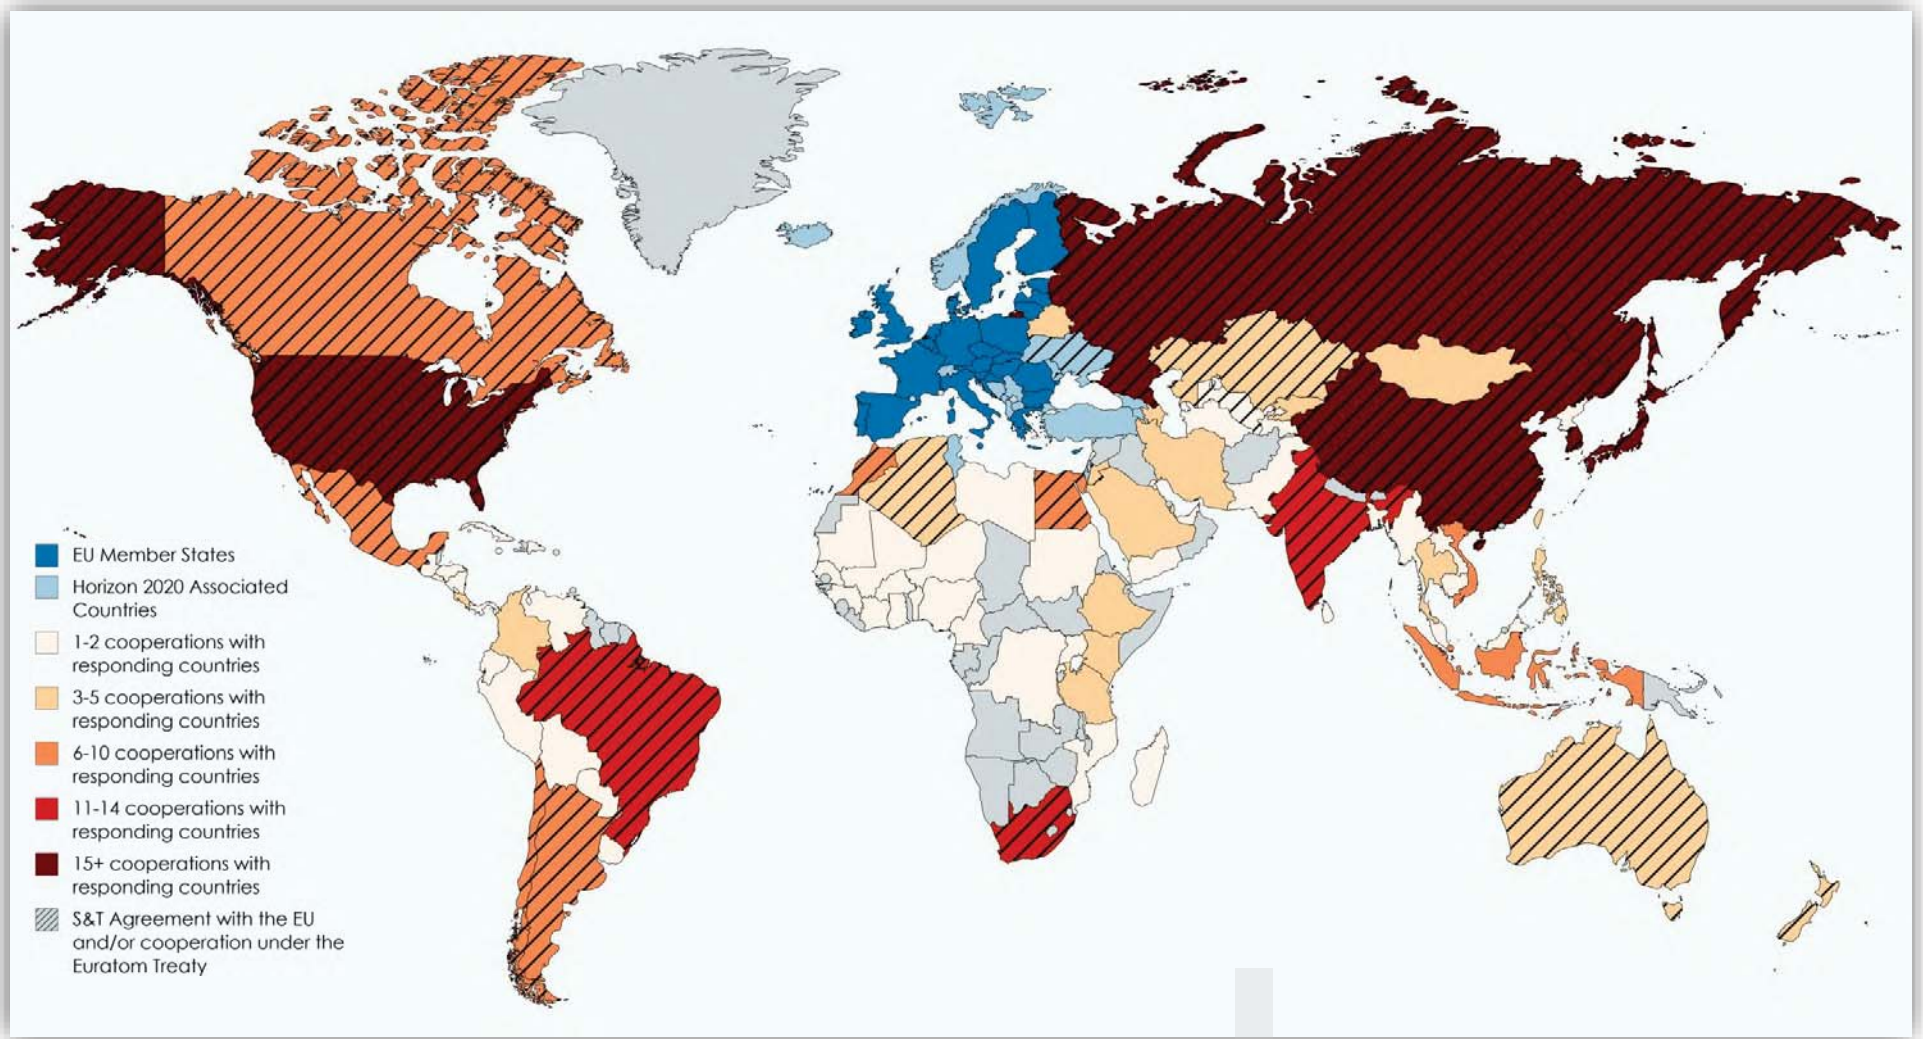 EU Member States
Horizon 2020 Associated
Countries
1-2 cooperations with
responding countries
3-5 cooperations with
responding countries
6-10 cooperations with
responding countries
11-14 cooperations with
responding countries
15+ cooperations with
responding countries
S&T Agreement with the EU
and/or cooperation under the
Euratom Treaty